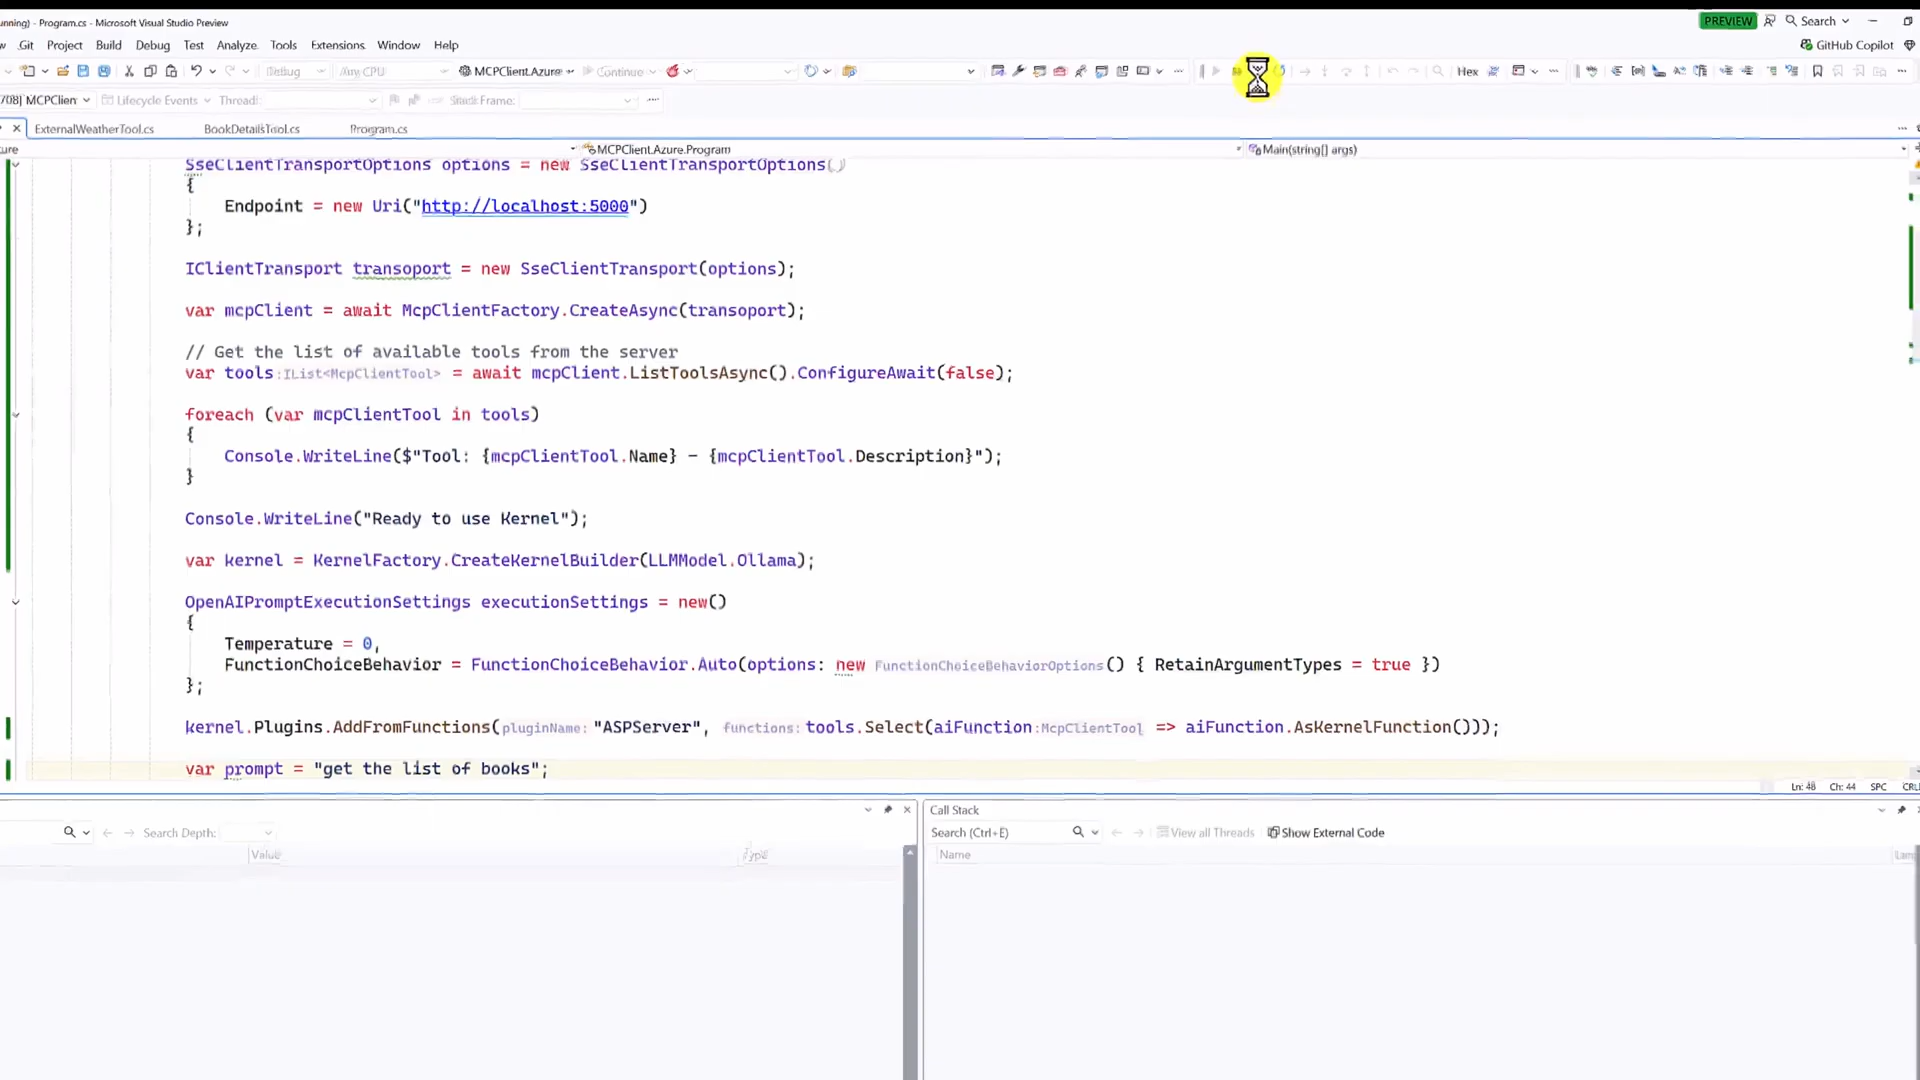 unning) - Program.cs - Microsoft Visual Studio Preview
PREVIEW
Search
Git Project Build Debug Test Analyze Tools Extensions Window Help
GitHub Copilot
Debug Any CPU MCPClient.Azure Continue
Hex
708] MCPClien Lifecycle Events Thread: Stack Frame:
ExternalWeatherTool.cs BookDetailsTool.cs Program.cs
ure MCPClient.Azure.Program Main(string[] args)
SseClientTransportOptions options = new SseClientTransportOptions()
{
Endpoint = new Uri("http://localhost:5000")
};
IClientTransport transoport = new SseClientTransport(options);
var mcpClient = await McpClientFactory.CreateAsync(transoport);
// Get the list of available tools from the server
var tools:IList<McpClientTool> = await mcpClient.ListToolsAsync().ConfigureAwait(false);
foreach (var mcpClientTool in tools)
{
Console.WriteLine($"Tool: {mcpClientTool.Name} - {mcpClientTool.Description}");
}
Console.WriteLine("Ready to use Kernel");
var kernel = KernelFactory.CreateKernelBuilder(LLMModel.Ollama);
OpenAIPromptExecutionSettings executionSettings = new()
{
Temperature = 0,
FunctionChoiceBehavior = FunctionChoiceBehavior.Auto(options: new FunctionChoiceBehaviorOptions() { RetainArgumentTypes = true })
};
kernel.Plugins.AddFromFunctions(pluginName: "ASPServer", functions: tools.Select(aiFunction:McpClientTool => aiFunction.AsKernelFunction()));
var prompt = "get the list of books";
Ln: 48 Ch: 44 SPC CRL
Search Depth:
Value Type
Call Stack
Search (Ctrl+E) View all Threads Show External Code
Name Lang